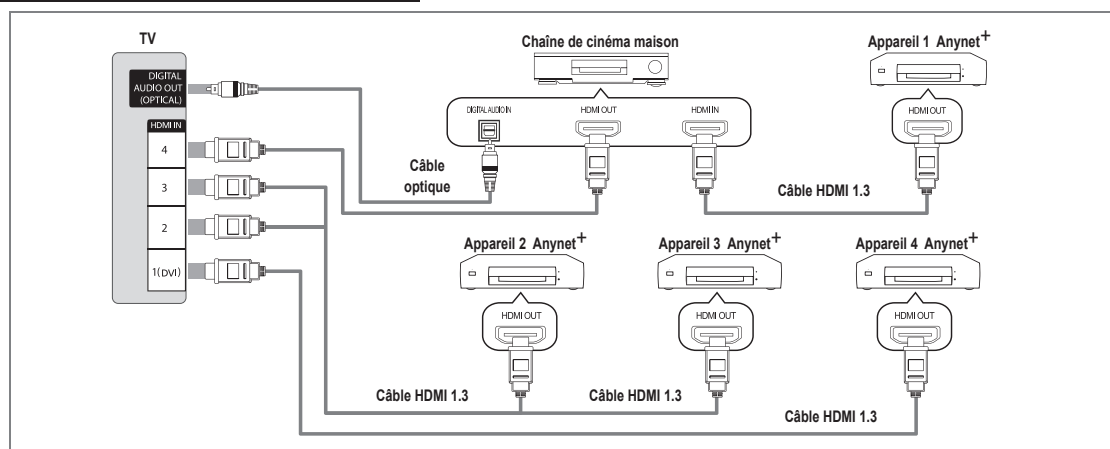 TV
DIGITAL
AUDIO OUT
(OPTICAL)
HDMI IN
4
3
2
1(DVI)
Chaîne de cinéma maison
DIGITAL AUDIO IN
HDMI OUT
HDMI IN
Câble
optique
Appareil 1 Anynet+
HDMI OUT
Câble HDMI 1.3
Appareil 2 Anynet+
HDMI OUT
Appareil 3 Anynet+
HDMI OUT
Appareil 4 Anynet+
HDMI OUT
Câble HDMI 1.3
Câble HDMI 1.3
Câble HDMI 1.3